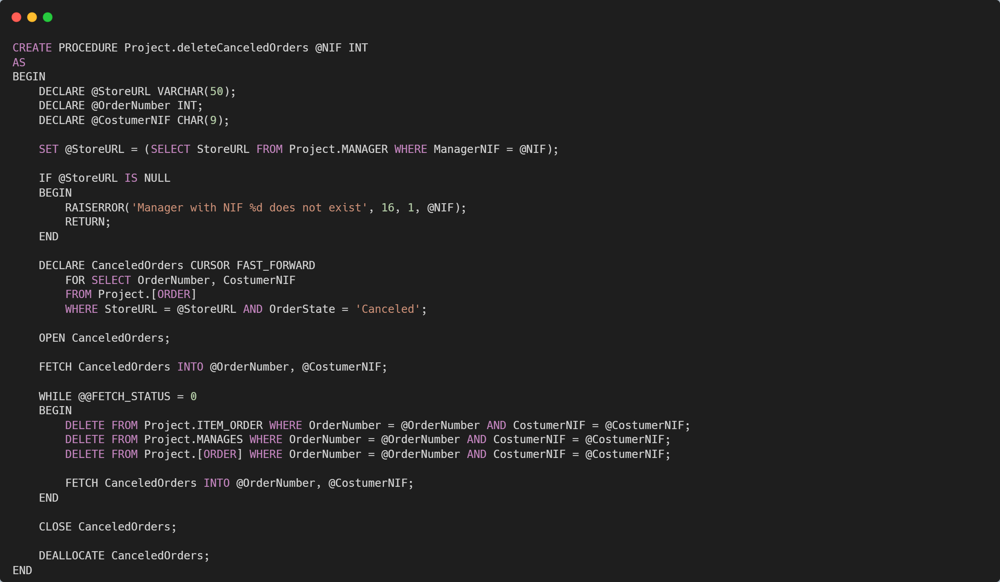 CREATE PROCEDURE Project.deleteCanceledOrders @NIF INT
AS
BEGIN
    DECLARE @StoreURL VARCHAR(50);
    DECLARE @OrderNumber INT;
    DECLARE @CostumerNIF CHAR(9);

    SET @StoreURL = (SELECT StoreURL FROM Project.MANAGER WHERE ManagerNIF = @NIF);

    IF @StoreURL IS NULL
    BEGIN
        RAISERROR('Manager with NIF %d does not exist', 16, 1, @NIF);
        RETURN;
    END

    DECLARE CanceledOrders CURSOR FAST_FORWARD
        FOR SELECT OrderNumber, CostumerNIF
        FROM Project.[ORDER]
        WHERE StoreURL = @StoreURL AND OrderState = 'Canceled';

    OPEN CanceledOrders;

    FETCH CanceledOrders INTO @OrderNumber, @CostumerNIF;

    WHILE @@FETCH_STATUS = 0
    BEGIN
        DELETE FROM Project.ITEM_ORDER WHERE OrderNumber = @OrderNumber AND CostumerNIF = @CostumerNIF;
        DELETE FROM Project.MANAGES WHERE OrderNumber = @OrderNumber AND CostumerNIF = @CostumerNIF;
        DELETE FROM Project.[ORDER] WHERE OrderNumber = @OrderNumber AND CostumerNIF = @CostumerNIF;

        FETCH CanceledOrders INTO @OrderNumber, @CostumerNIF;
    END

    CLOSE CanceledOrders;

    DEALLOCATE CanceledOrders;
END